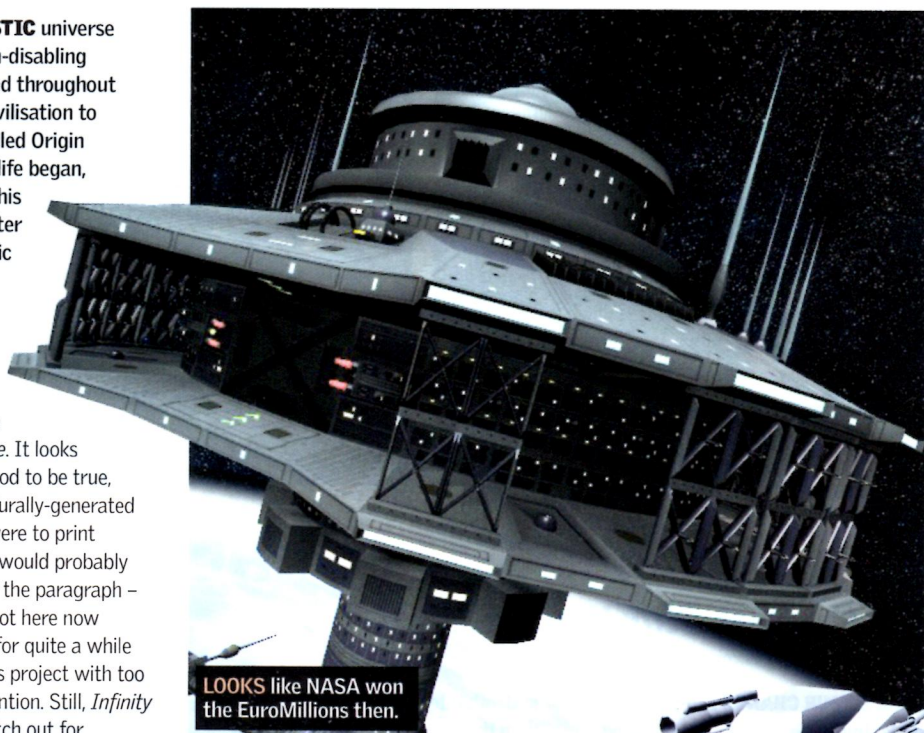 STIC universe
-disabling
d throughout
vilisation to
led Origin
life began,
his
ter
ic
e. It looks
od to be true,
urally-generated
vere to print
would probably
the paragraph –
ot here now
for quite a while
s project with too
ntion. Still, Infinity
tch out for
LOOKS like NASA won
the EuroMillions then.